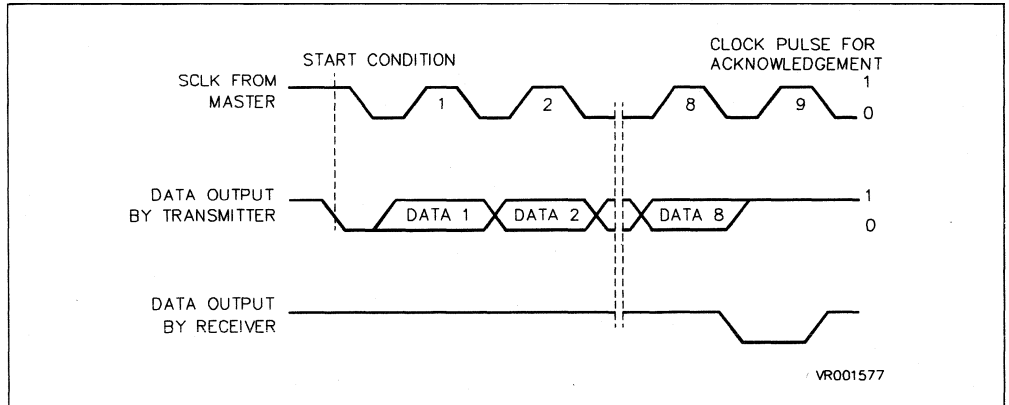 START CONDITION
CLOCK PULSE FOR
ACKNOWLEDGEMENT
SCLK FROM
MASTER
1
2
8
9
1
0
DATA OUTPUT
BY TRANSMITTER
DATA 1
DATA 2
DATA 8
1
0
DATA OUTPUT
BY RECEIVER
VR001577